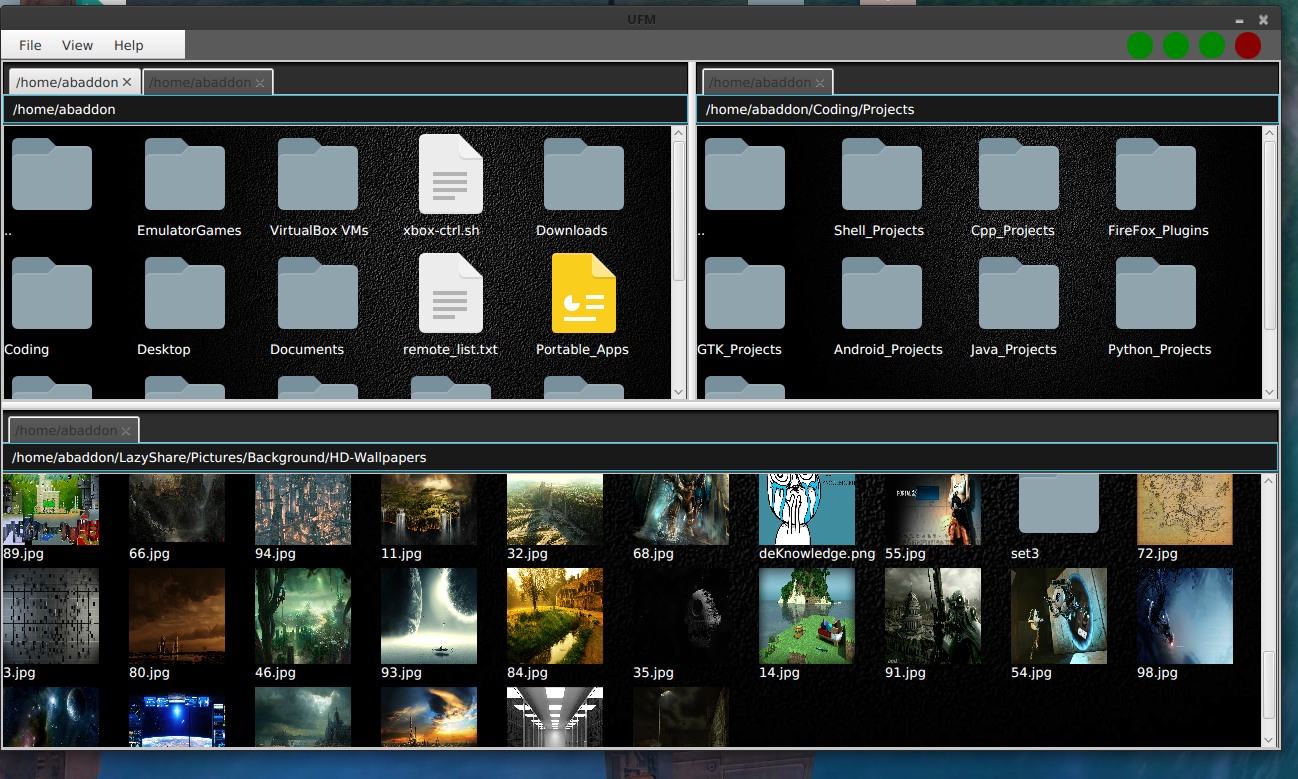 UFM
File View Help
/home/abaddon /home/abaddon
/home/abaddon
.. EmulatorGames VirtualBox VMs xbox-ctrl.sh Downloads
Coding Desktop Documents remote_list.txt Portable_Apps
/home/abaddon
/home/abaddon/Coding/Projects
.. Shell_Projects Cpp_Projects FireFox_Plugins
GTK_Projects Android_Projects Java_Projects Python_Projects
/home/abaddon
/home/abaddon/LazyShare/Pictures/Background/HD-Wallpapers
PORTAL 2
89.jpg 66.jpg 94.jpg 11.jpg 32.jpg 68.jpg deKnowledge.png 55.jpg set3 72.jpg
3.jpg 80.jpg 46.jpg 93.jpg 84.jpg 35.jpg 14.jpg 91.jpg 54.jpg 98.jpg